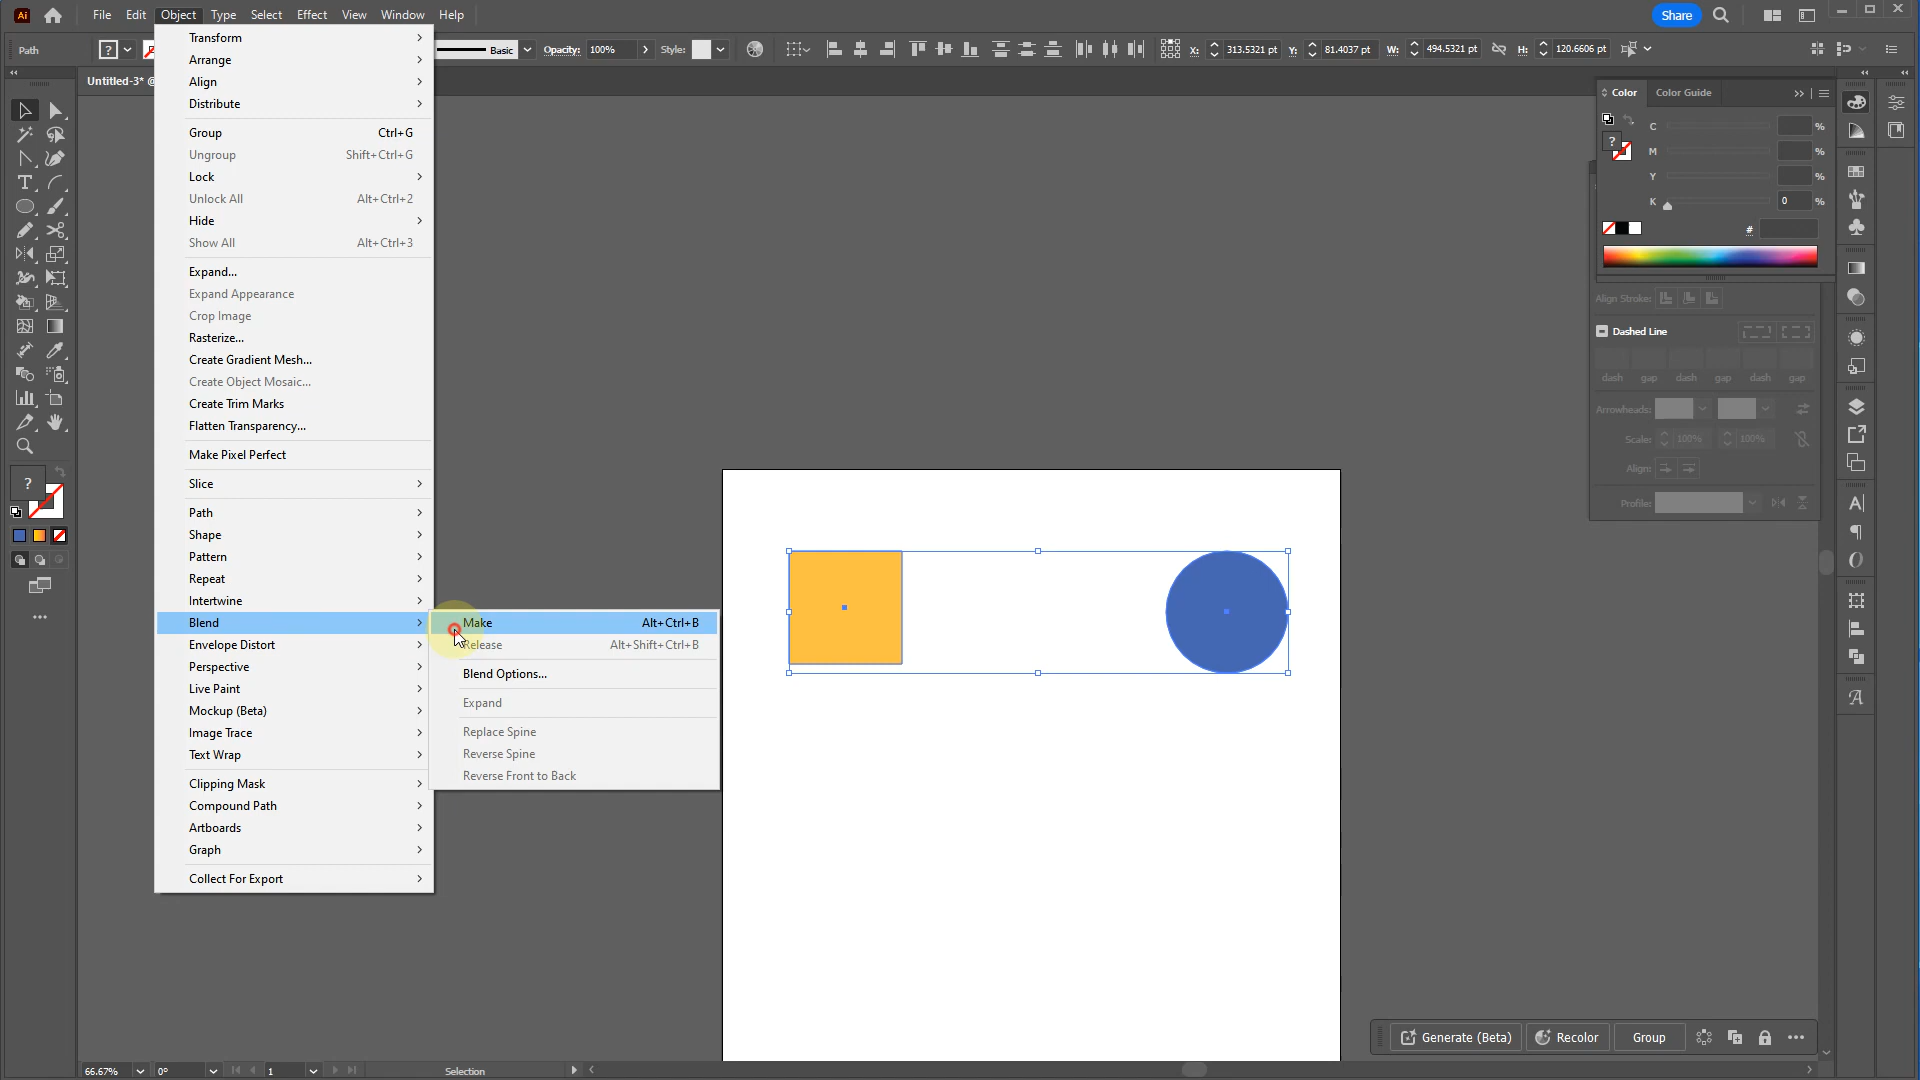 Ai File Edit Object Type Select Effect View Window Help Share
Path ? Basic Opacity: 100% Style: X: 313.5321 pt Y: 81.4037 pt W: 494.5321 pt H: 120.6606 pt
Untitled-3* @
Transform
Arrange
Align
Distribute
Group Ctrl+G
Ungroup Shift+Ctrl+G
Lock
Unlock All Alt+Ctrl+2
Hide
Show All Alt+Ctrl+3
Expand...
Expand Appearance
Crop Image
Rasterize...
Create Gradient Mesh...
Create Object Mosaic...
Create Trim Marks
Flatten Transparency...
Make Pixel Perfect
Slice
Path
Shape
Pattern
Repeat
Intertwine
Blend
Envelope Distort
Perspective
Live Paint
Mockup (Beta)
Image Trace
Text Wrap
Clipping Mask
Compound Path
Artboards
Graph
Collect For Export
Make Alt+Ctrl+B
Release Alt+Shift+Ctrl+B
Blend Options...
Expand
Replace Spine
Reverse Spine
Reverse Front to Back
Color Color Guide
C %
? M %
Y %
K 0 %
#
Align Stroke:
Dashed Line
dash gap dash gap dash gap
Arrowheads:
Scale: 100% 100%
Align:
Profile:
?
Generate (Beta) Recolor Group
66.67% 0° 1 Selection